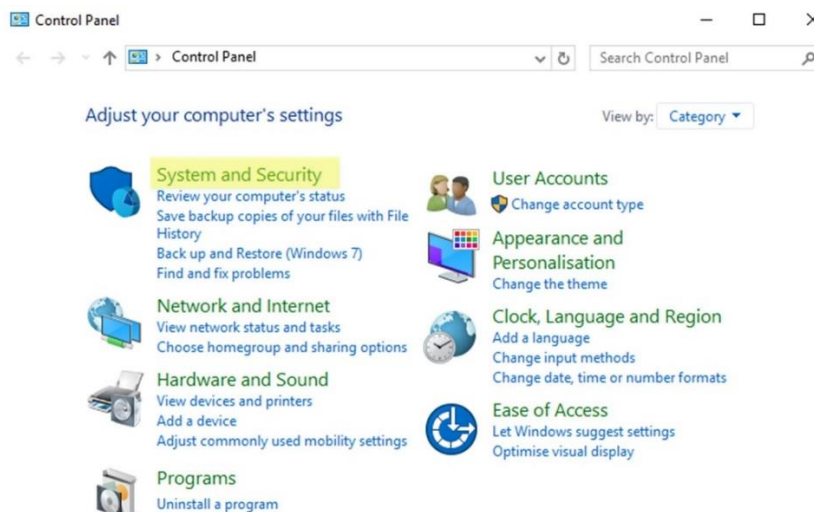 Control Panel
Control Panel
Search Control Panel
Adjust your computer's settings
View by: Category
System and Security
Review your computer's status
Save backup copies of your files with File
History
Back up and Restore (Windows 7)
Find and fix problems
Network and Internet
View network status and tasks
Choose homegroup and sharing options
Hardware and Sound
View devices and printers
Add a device
Adjust commonly used mobility settings
Programs
Uninstall a program
User Accounts
Change account type
Appearance and
Personalisation
Change the theme
Clock, Language and Region
Add a language
Change input methods
Change date, time or number formats
Ease of Access
Let Windows suggest settings
Optimise visual display